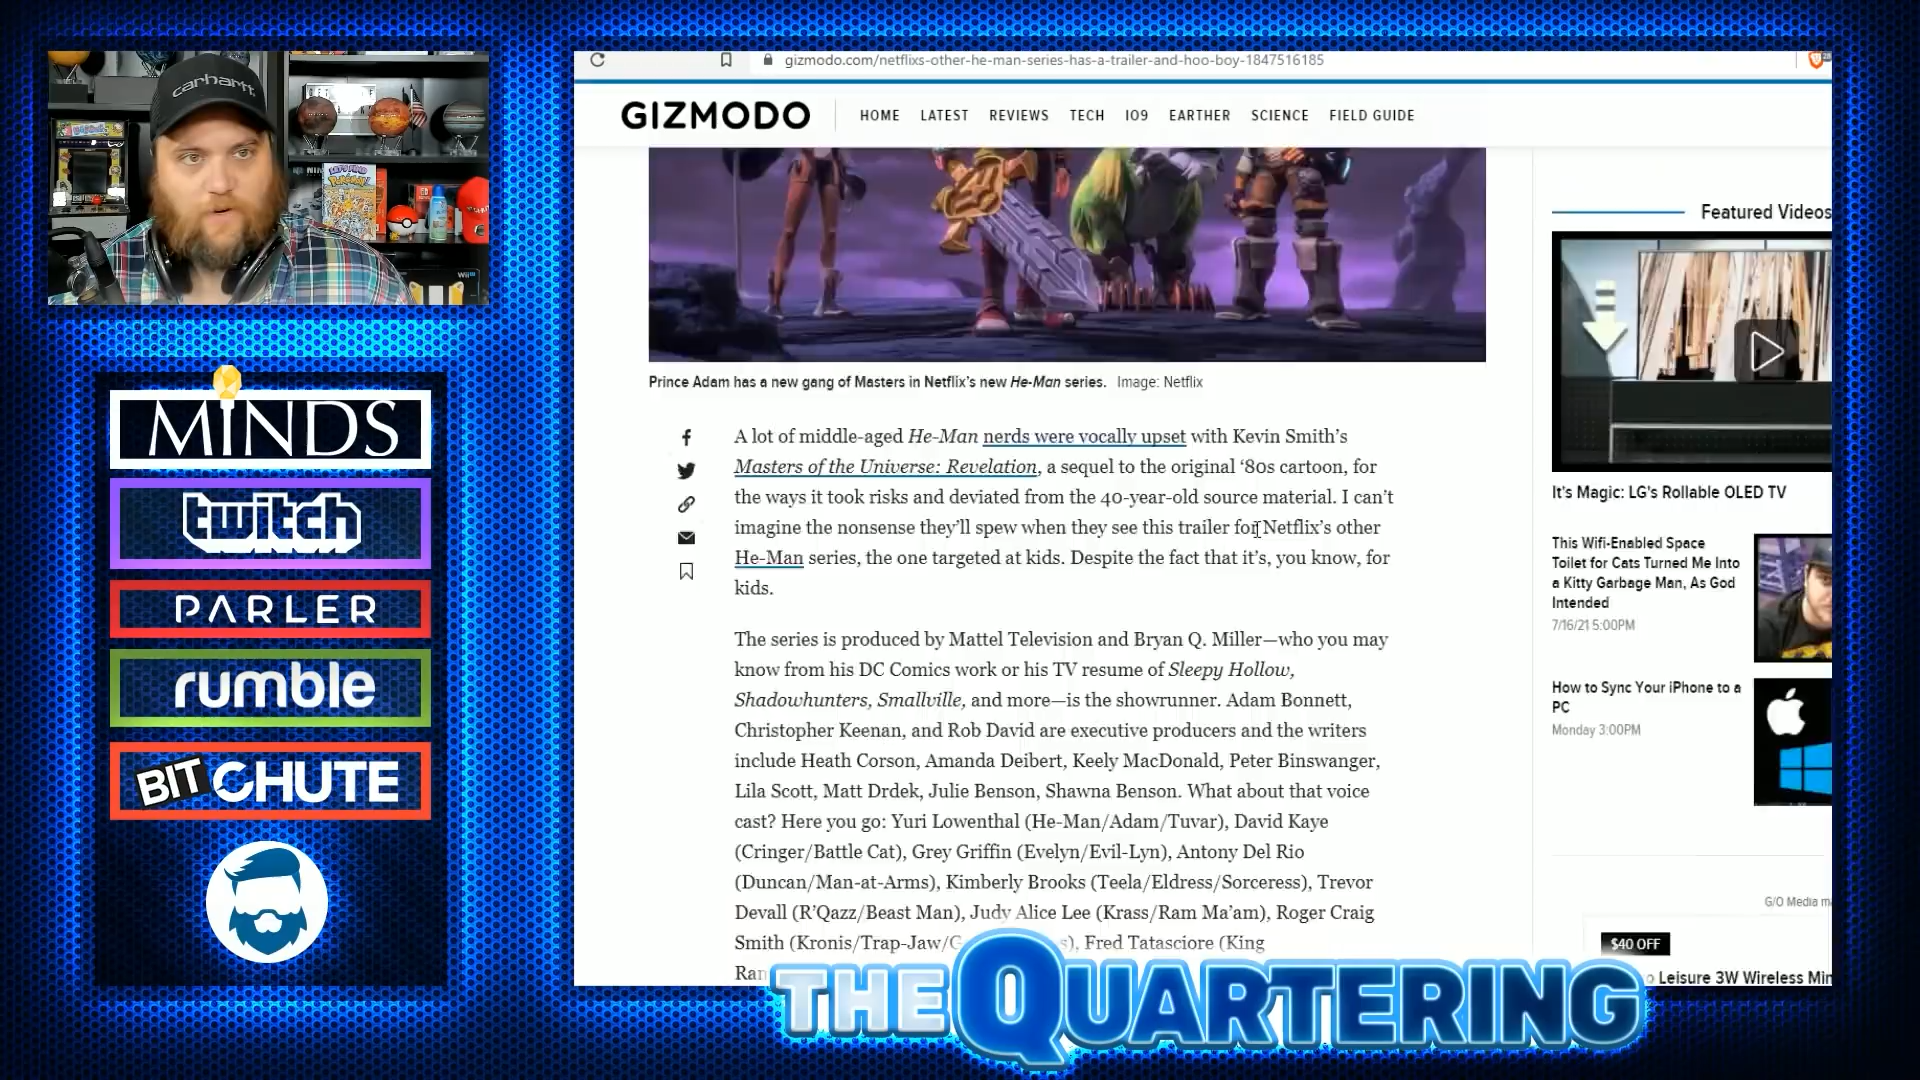 carhartt
LET'S FIND
POKÉMON!
Wii
MINDS
twitch
PARLER
rumble
BITCHUTE
gizmodo.com/netflixs-other-he-man-series-has-a-trailer-and-hoo-boy-1847516185
GIZMODO
HOME LATEST REVIEWS TECH IO9 EARTHER SCIENCE FIELD GUIDE
Prince Adam has a new gang of Masters in Netflix's new He-Man series. Image: Netflix
A lot of middle-aged He-Man nerds were vocally upset with Kevin Smith's
Masters of the Universe: Revelation, a sequel to the original ‘80s cartoon, for
the ways it took risks and deviated from the 40-year-old source material. I can't
imagine the nonsense they'll spew when they see this trailer for Netflix's other
He-Man series, the one targeted at kids. Despite the fact that it's, you know, for
kids.
The series is produced by Mattel Television and Bryan Q. Miller—who you may
know from his DC Comics work or his TV resume of Sleepy Hollow,
Shadowhunters, Smallville, and more—is the showrunner. Adam Bonnett,
Christopher Keenan, and Rob David are executive producers and the writers
include Heath Corson, Amanda Deibert, Keely MacDonald, Peter Binswanger,
Lila Scott, Matt Drdek, Julie Benson, Shawna Benson. What about that voice
cast? Here you go: Yuri Lowenthal (He-Man/Adam/Tuvar), David Kaye
(Cringer/Battle Cat), Grey Griffin (Evelyn/Evil-Lyn), Antony Del Rio
(Duncan/Man-at-Arms), Kimberly Brooks (Teela/Eldress/Sorceress), Trevor
Devall (R'Qazz/Beast Man), Judy Alice Lee (Krass/Ram Ma'am), Roger Craig
Smith (Kronis/Trap-Jaw/ s), Fred Tatasciore (King
Featured Videos
It's Magic: LG's Rollable OLED TV
This Wifi-Enabled Space
Toilet for Cats Turned Me Into
a Kitty Garbage Man, As God
Intended
7/16/21 5:00PM
How to Sync Your iPhone to a
PC
Monday 3:00PM
G/O Media m
$40 OFF
Leisure 3W Wireless Min
THE QUARTERING